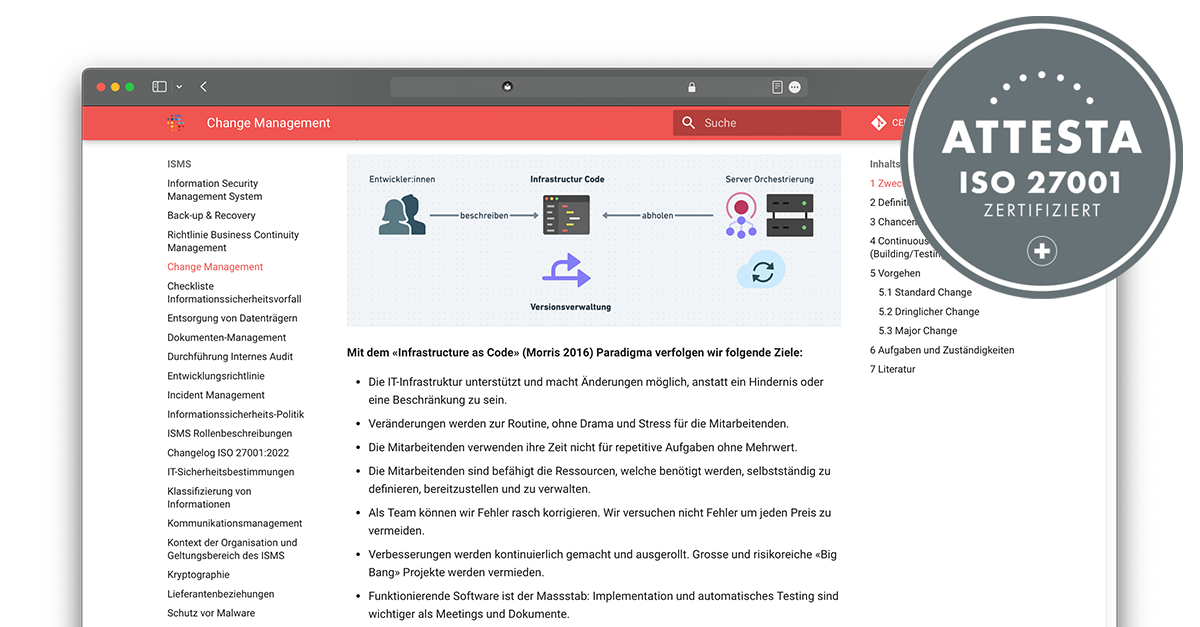 Change Management
Suche
ATTESTA
ISO 27001
ZERTIFIZIERT
ISMS
Information Security
Management System
Back-up & Recovery
Richtlinie Business Continuity
Management
Change Management
Checkliste
Informationssicherheitsvorfall
Entsorgung von Datenträgern
Dokumenten-Management
Durchführung Internes Audit
Entwicklungsrichtlinie
Incident Management
Informationssicherheits-Politik
ISMS Rollenbeschreibungen
Changelog ISO 27001:2022
IT-Sicherheitsbestimmungen
Klassifizierung von
Informationen
Kommunikationsmanagement
Kontext der Organisation und
Geltungsbereich des ISMS
Kryptographie
Lieferantenbeziehungen
Schutz vor Malware
Entwickler:innen
Infrastructur Code
Server Orchestrierung
beschreiben
abholen
Versionsverwaltung
Mit dem «Infrastructure as Code» (Morris 2016) Paradigma verfolgen wir folgende Ziele:
• Die IT-Infrastruktur unterstützt und macht Änderungen möglich, anstatt ein Hindernis oder
eine Beschränkung zu sein.
• Veränderungen werden zur Routine, ohne Drama und Stress für die Mitarbeitenden.
• Die Mitarbeitenden verwenden ihre Zeit nicht für repetitive Aufgaben ohne Mehrwert.
• Die Mitarbeitenden sind befähigt die Ressourcen, welche benötigt werden, selbstständig zu
definieren, bereitzustellen und zu verwalten.
• Als Team können wir Fehler rasch korrigieren. Wir versuchen nicht Fehler um jeden Preis zu
vermeiden.
• Verbesserungen werden kontinuierlich gemacht und ausgerollt. Grosse und risikoreiche «Big
Bang» Projekte werden vermieden.
• Funktionierende Software ist der Massstab: Implementation und automatisches Testing sind
wichtiger als Meetings und Dokumente.
Inhalts
1 Zwec
2 Definit
3 Chancen
4 Continuous
(Building/Testin
5 Vorgehen
5.1 Standard Change
5.2 Dringlicher Change
5.3 Major Change
6 Aufgaben und Zuständigkeiten
7 Literatur